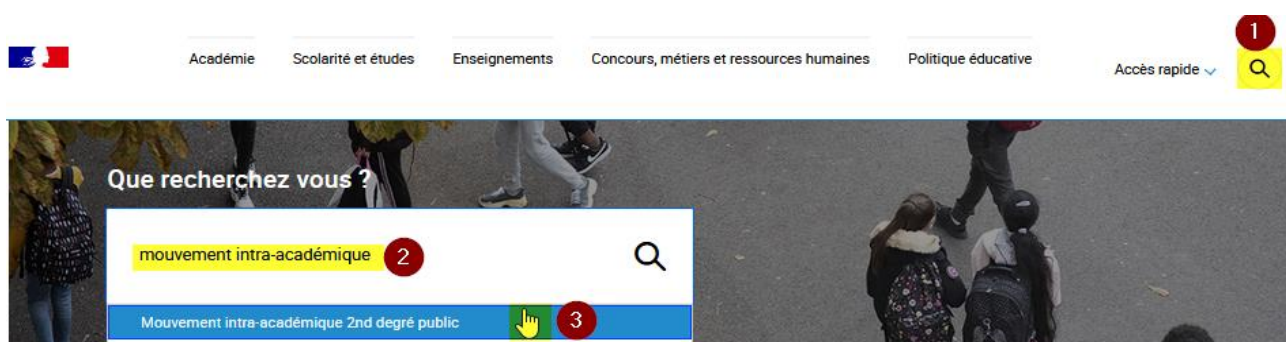 1
Académie Scolarité et études Enseignements Concours, métiers et ressources humaines Politique éducative Accès rapide
Que recherchez vous ?
mouvement intra-académique 2
Mouvement intra-académique 2nd degré public 3